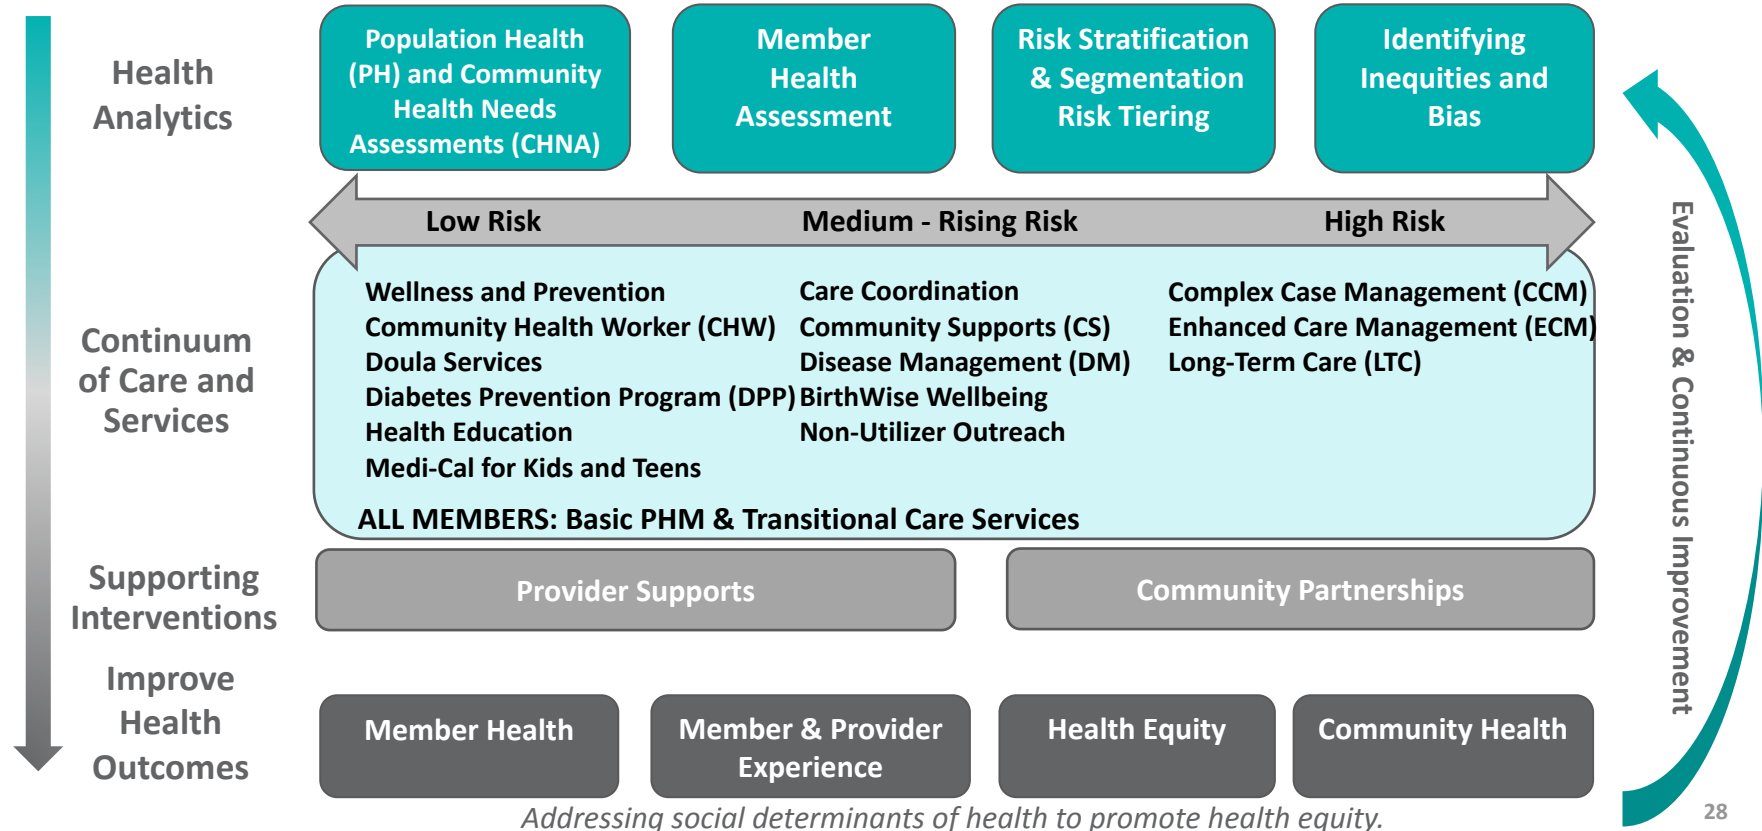 Health
Analytics
Population Health
(PH) and Community
Health Needs
Assessments (CHNA)
Member
Health
Assessment
Risk Stratification
& Segmentation
Risk Tiering
Identifying
Inequities and
Bias
Low Risk
Medium - Rising Risk
High Risk
Continuum
of Care and
Services
Wellness and Prevention
Community Health Worker (CHW)
Doula Services
Diabetes Prevention Program (DPP)
Health Education
Medi-Cal for Kids and Teens
Care Coordination
Community Supports (CS)
Disease Management (DM)
BirthWise Wellbeing
Non-Utilizer Outreach
Complex Case Management (CCM)
Enhanced Care Management (ECM)
Long-Term Care (LTC)
ALL MEMBERS: Basic PHM & Transitional Care Services
Supporting
Interventions
Provider Supports
Community Partnerships
Improve
Health
Outcomes
Member Health
Member & Provider
Experience
Health Equity
Community Health
Evaluation & Continuous Improvement
Addressing social determinants of health to promote health equity.
28